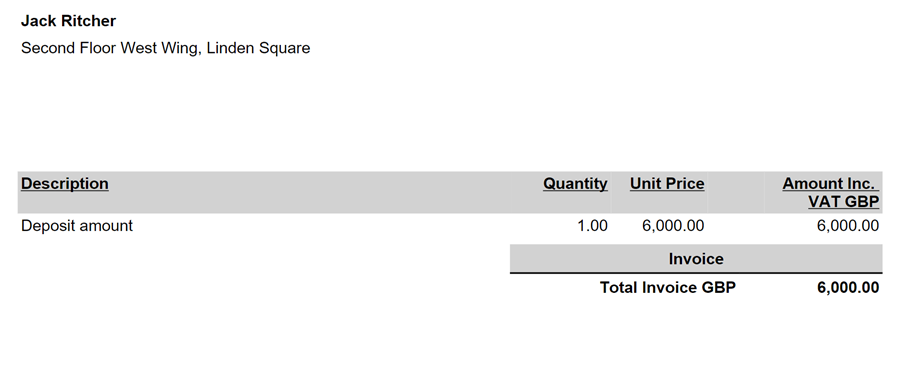 Jack Ritcher
Second Floor West Wing, Linden Square
Description Quantity Unit Price Amount Inc. VAT GBP
Deposit amount 1.00 6,000.00 6,000.00
Invoice
Total Invoice GBP 6,000.00